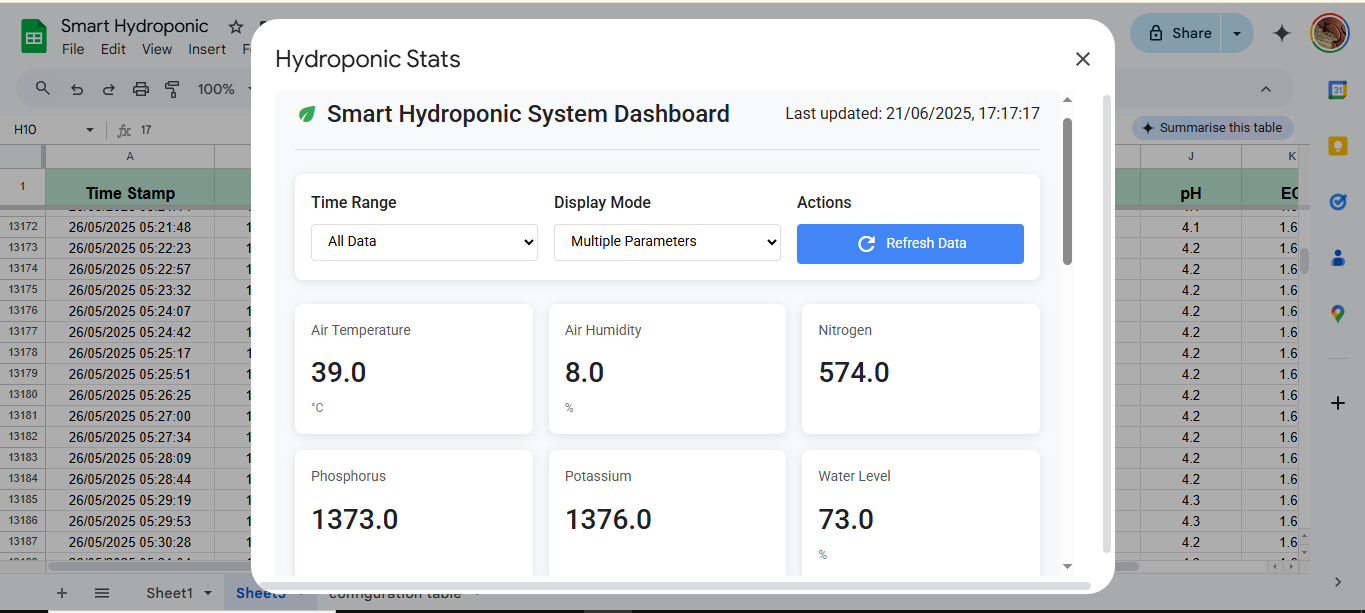 Smart Hydroponic
File Edit View Insert
Share
100%
H10
17
Summarise this table
Hydroponic Stats
Smart Hydroponic System Dashboard
Last updated: 21/06/2025, 17:17:17
Time Range
All Data
Display Mode
Multiple Parameters
Actions
Refresh Data
Air Temperature
39.0
°C
Air Humidity
8.0
%
Nitrogen
574.0
Phosphorus
1373.0
Potassium
1376.0
Water Level
73.0
%
A J K
1 Time Stamp pH EC
13172 26/05/2025 05:21:48 1 4.1 1.6
13173 26/05/2025 05:22:23 1 4.2 1.6
13174 26/05/2025 05:22:57 1 4.2 1.6
13175 26/05/2025 05:23:32 1 4.2 1.6
13176 26/05/2025 05:24:07 1 4.2 1.6
13177 26/05/2025 05:24:42 1 4.2 1.6
13178 26/05/2025 05:25:17 1 4.2 1.6
13179 26/05/2025 05:25:51 1 4.2 1.6
13180 26/05/2025 05:26:25 1 4.2 1.6
13181 26/05/2025 05:27:00 1 4.2 1.6
13182 26/05/2025 05:27:34 1 4.2 1.6
13183 26/05/2025 05:28:09 1 4.2 1.6
13184 26/05/2025 05:28:44 1 4.2 1.6
13185 26/05/2025 05:29:19 1 4.3 1.6
13186 26/05/2025 05:29:53 1 4.3 1.6
13187 26/05/2025 05:30:28 1 4.2 1.6
Sheet1
configuration table
31